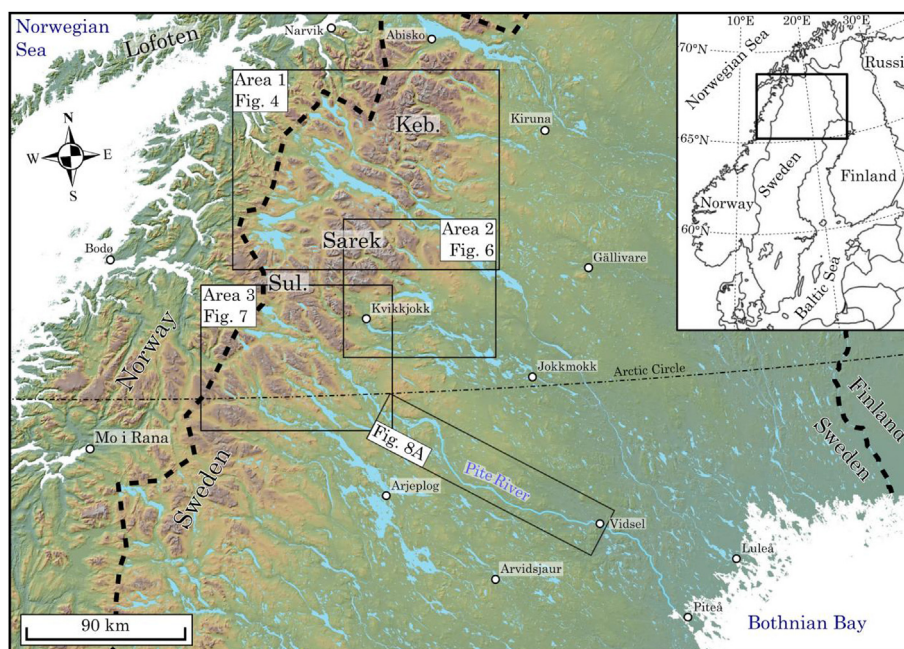 Norwegian
Sea
Lofoten
Narvik
Abisko
Area 1
Fig. 4
Keb.
Kiruna
N
W
E
S
Bodø
Sarek
Area 2
Fig. 6
Gällivare
Sul.
Area 3
Fig. 7
Kvikkjokk
Norway
Jokkmokk
Arctic Circle
Finland
Sweden
Mo i Rana
Fig. 8A
Sweden
Pite River
Arjeplog
Vidsel
Luleå
Arvidsjaur
Piteå
90 km
Bothnian Bay
10°E
20°E
30°E
70°N
Norwegian Sea
Russi
65°N
Sweden
Finland
Norway
60°N
Baltic Sea